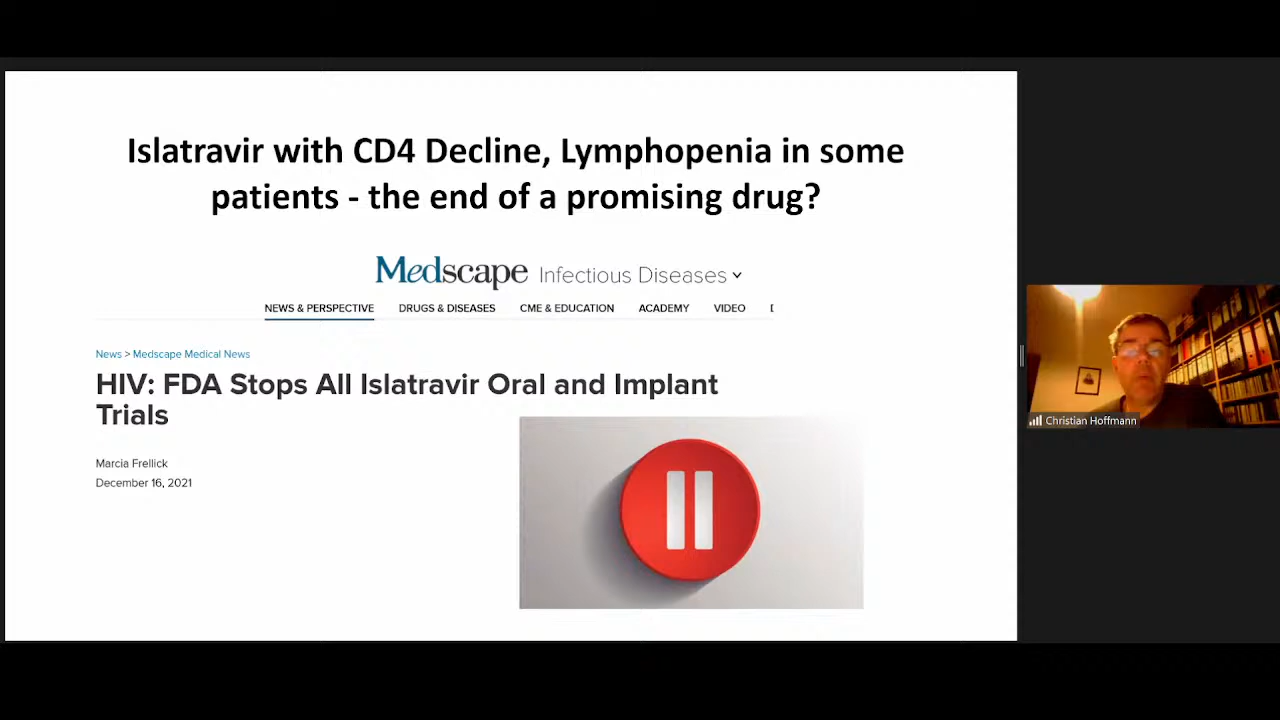 Islatravir with CD4 Decline, Lymphopenia in some
patients - the end of a promising drug?
Medscape Infectious Diseases
NEWS & PERSPECTIVE DRUGS & DISEASES CME & EDUCATION ACADEMY VIDEO
News > Medscape Medical News
HIV: FDA Stops All Islatravir Oral and Implant
Trials
Marcia Frellick
December 16, 2021
Christian Hoffmann